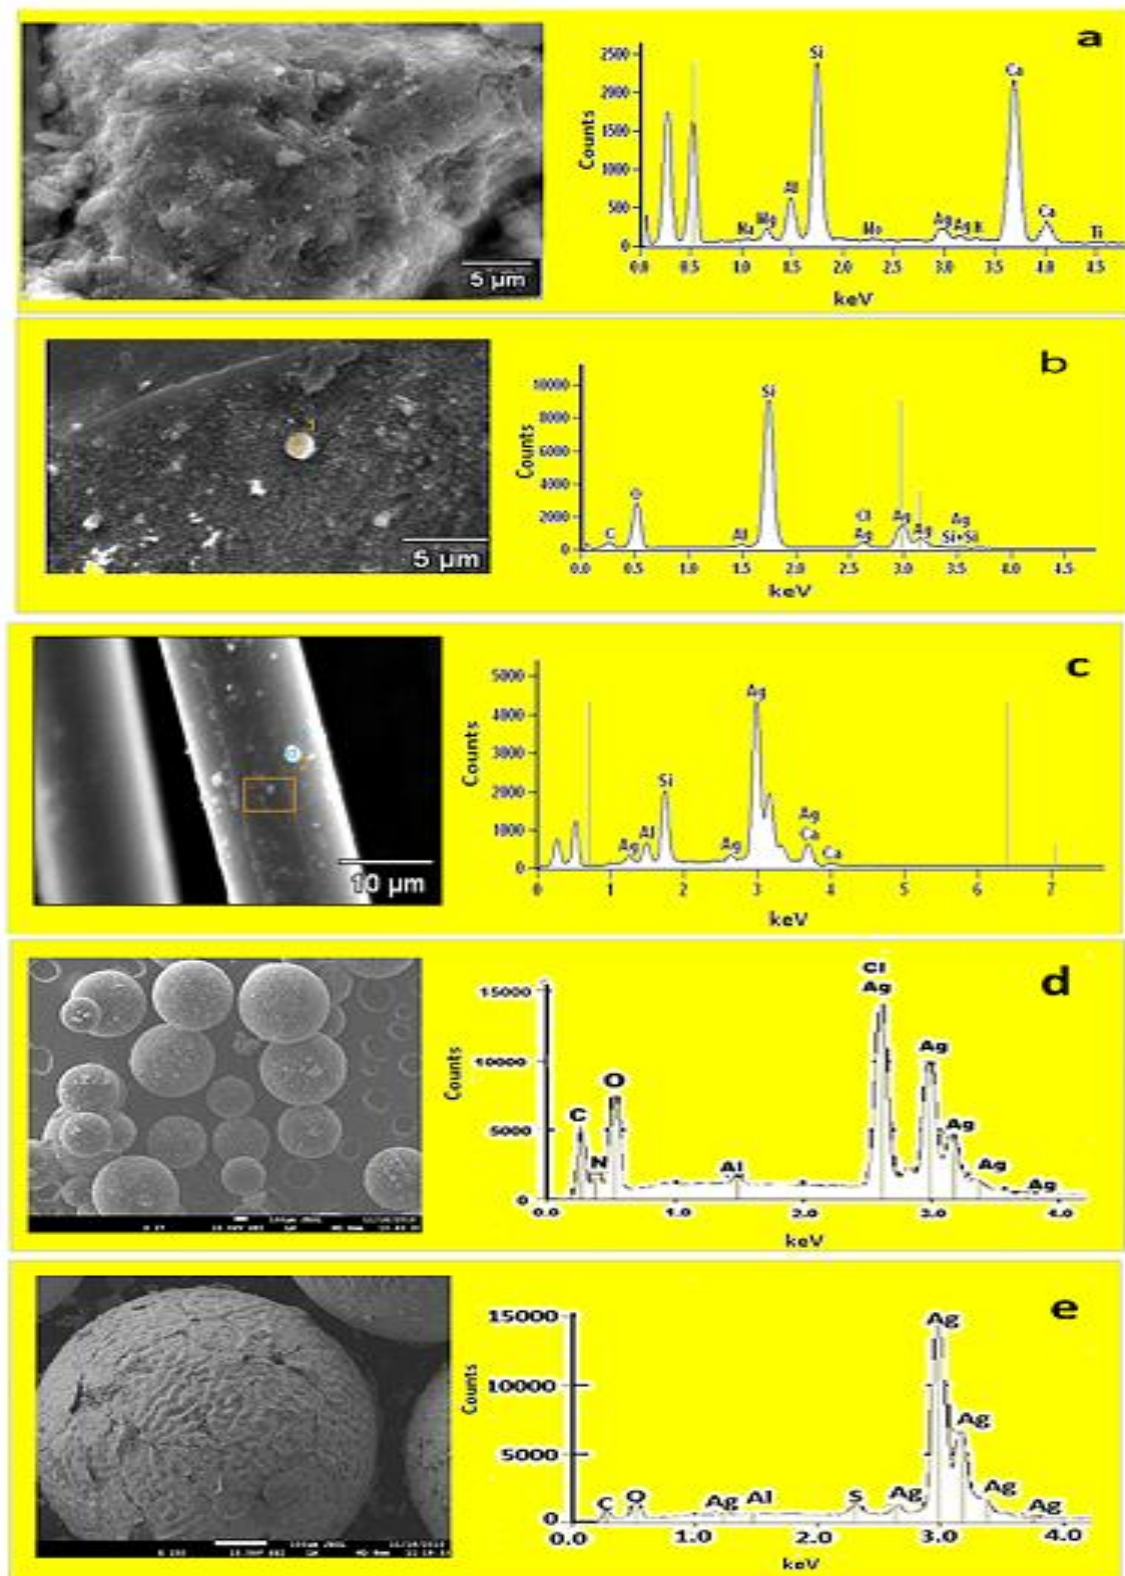 a
5 μm
Counts
2500
2000
1500
1000
500
0
Si
Ca
Al
Na
Mg
Mo
Ag
Ag
K
Ca
Ti
0.0 0.5 1.0 1.5 2.0 2.5 3.0 3.5 4.0 4.5
keV
b
5 μm
Counts
10000
8000
6000
4000
2000
0
Si
O
C
Al
Cl
Ag
Ag
Ag
Ag
Si+Si
0.0 0.5 1.0 1.5 2.0 2.5 3.0 3.5 4.0 4.5
keV
c
10 μm
Counts
5000
4000
3000
2000
1000
0
Ag
Si
Al
Ag
Ag
Ag
Ca
Ca
0 1 2 3 4 5 6 7
keV
d
Counts
15000
10000
5000
0
Cl
Ag
Ag
O
C
N
Al
Ag
Ag
Ag
0.0 1.0 2.0 3.0 4.0
keV
e
Counts
15000
10000
5000
0
Ag
Ag
C
O
Ag
Al
S
Ag
Ag
Ag
0.0 1.0 2.0 3.0 4.0
keV